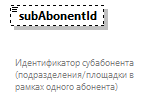 subAbonentId
Идентификатор субабонента
(подразделения/площадки в
рамках одного абонента)